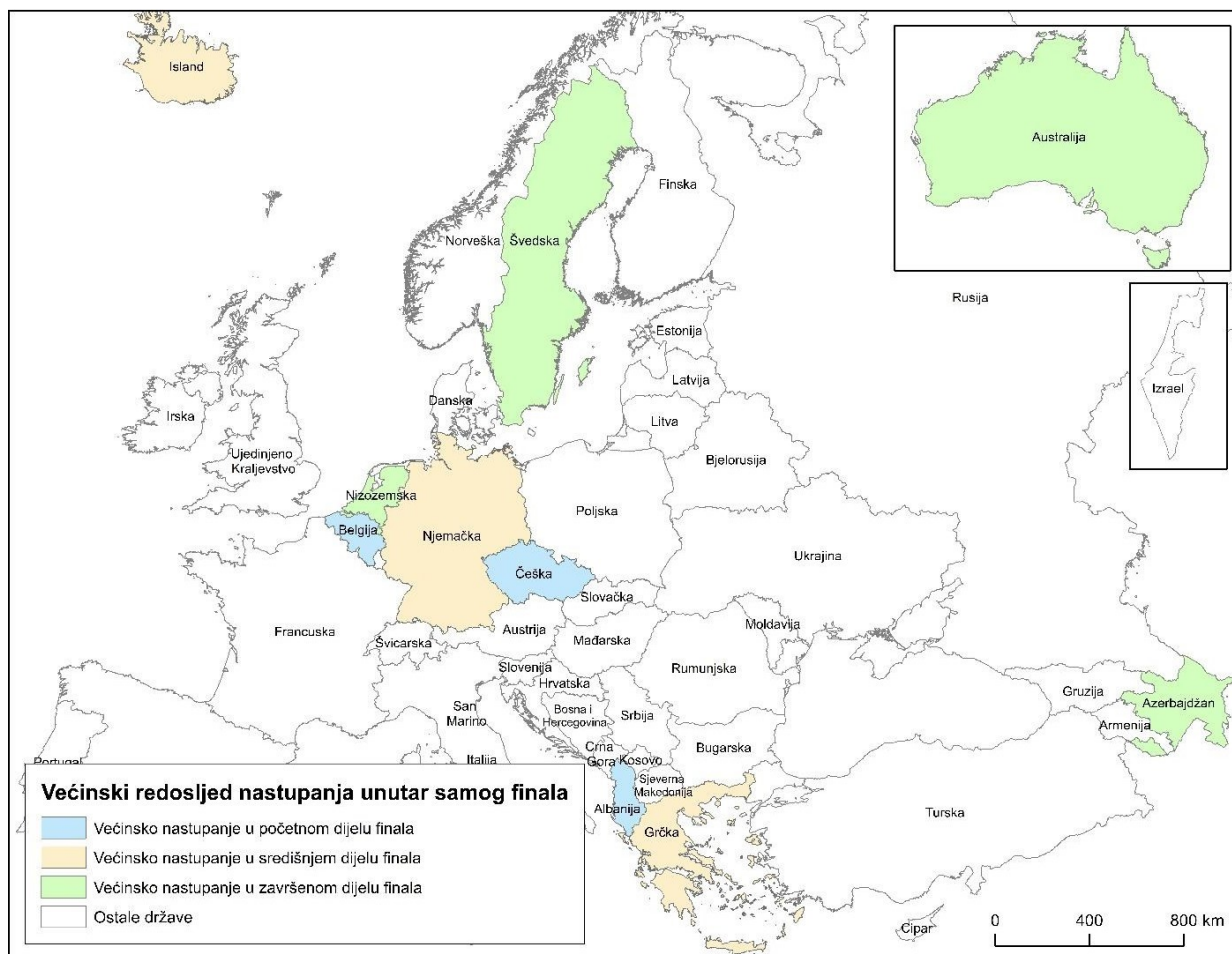 Island
Australija
Finska
Norveška
Švedska
Rusija
Estonija
Izrael
Latvija
Danska
Litva
Irska
Ujedinjeno
Kraljevstvo
Bjelorusija
Nizozemska
Poljska
Belgija
Njemačka
Ukrajina
Češka
Slovačka
Francuska
Austrija
Moldavija
Švicarska
Mađarska
Rumunjska
Slovenija
Hrvatska
Gruzija
Azerbajdžan
San
Marino
Bosna i
Hercegovina
Srbija
Armenija
Crna
Gora
Kosovo
Bugarska
Portugal
Italija
Sjeverna
Makedonija
Albanija
Grčka
Turska
Cipar
Većinski redosljed nastupanja unutar samog finala
Većinsko nastupanje u početnom dijelu finala
Većinsko nastupanje u središnjem dijelu finala
Većinsko nastupanje u završenom dijelu finala
Ostale države
0 400 800 km